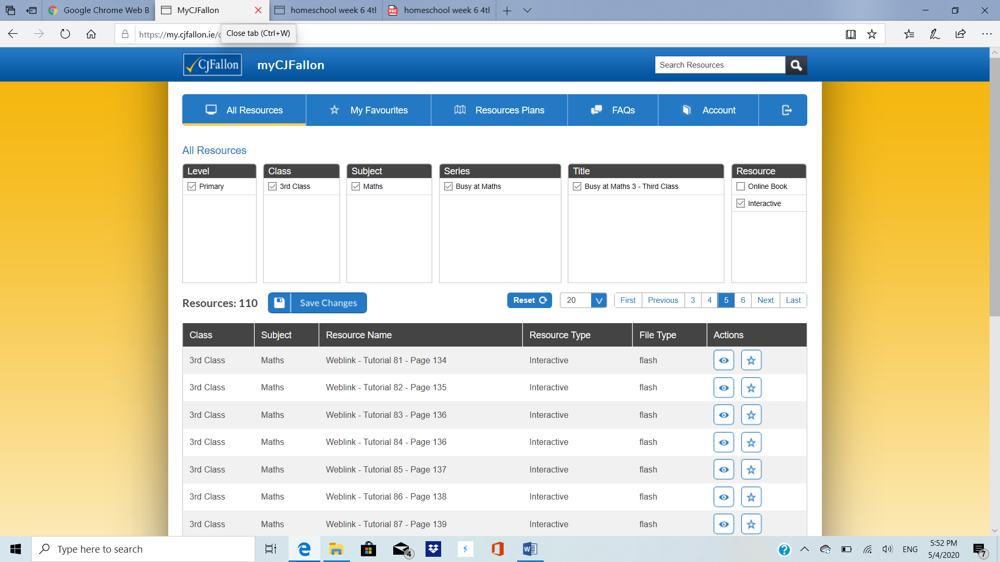 Google Chrome Web B
MyCJFallon
homeschool week 6 4tl
homeschool week 6 4tl
https://my.cjfallon.ie/
Close tab (Ctrl+W)
CJFallon
myCJFallon
Search Resources
All Resources
My Favourites
Resources Plans
FAQs
Account
All Resources
Level
Class
Subject
Series
Title
Resource
Primary
3rd Class
Maths
Busy at Maths
Busy at Maths 3 - Third Class
Online Book
Interactive
Resources: 110
Save Changes
Reset
20
First Previous 3 4 5 6 Next Last
Class Subject Resource Name Resource Type File Type Actions
3rd Class Maths Weblink - Tutorial 81 - Page 134 Interactive flash
3rd Class Maths Weblink - Tutorial 82 - Page 135 Interactive flash
3rd Class Maths Weblink - Tutorial 83 - Page 136 Interactive flash
3rd Class Maths Weblink - Tutorial 84 - Page 136 Interactive flash
3rd Class Maths Weblink - Tutorial 85 - Page 137 Interactive flash
3rd Class Maths Weblink - Tutorial 86 - Page 138 Interactive flash
3rd Class Maths Weblink - Tutorial 87 - Page 139 Interactive flash
Type here to search
4
ENG
5:52 PM
5/4/2020
7